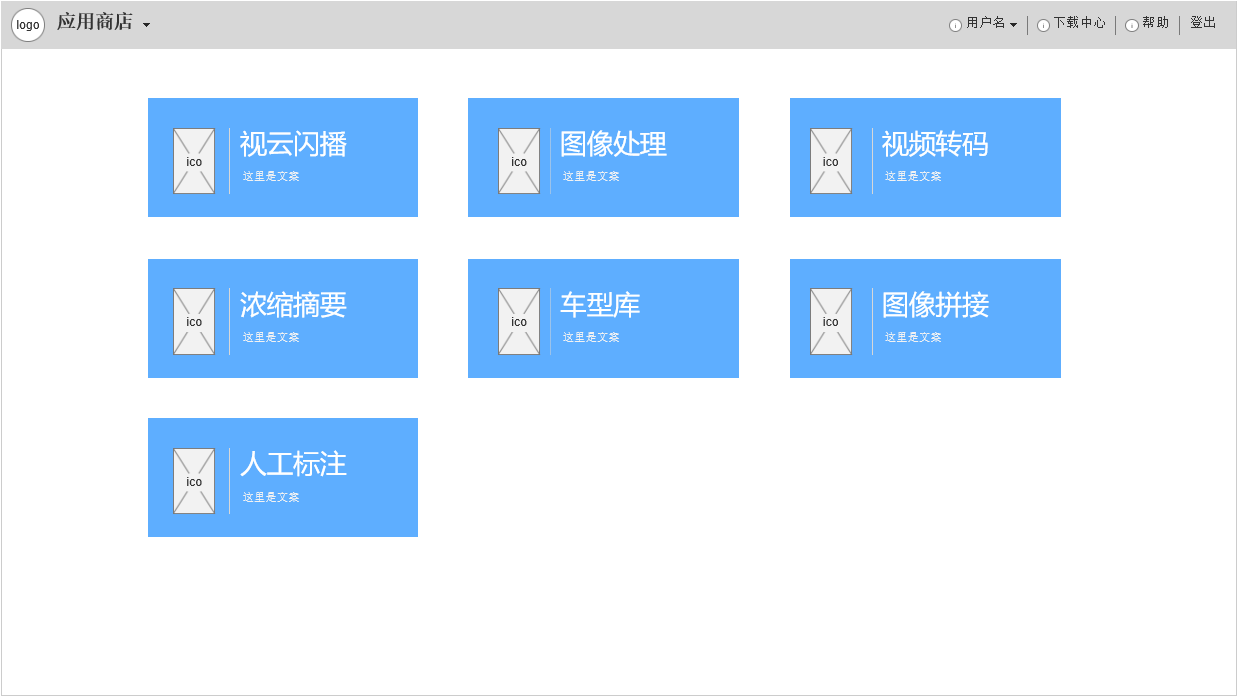 logo 应用商店 用户名 下载中心 帮助 登出
ico 视云闪播
这里是文案
ico 图像处理
这里是文案
ico 视频转码
这里是文案
ico 浓缩摘要
这里是文案
ico 车型库
这里是文案
ico 图像拼接
这里是文案
ico 人工标注
这里是文案